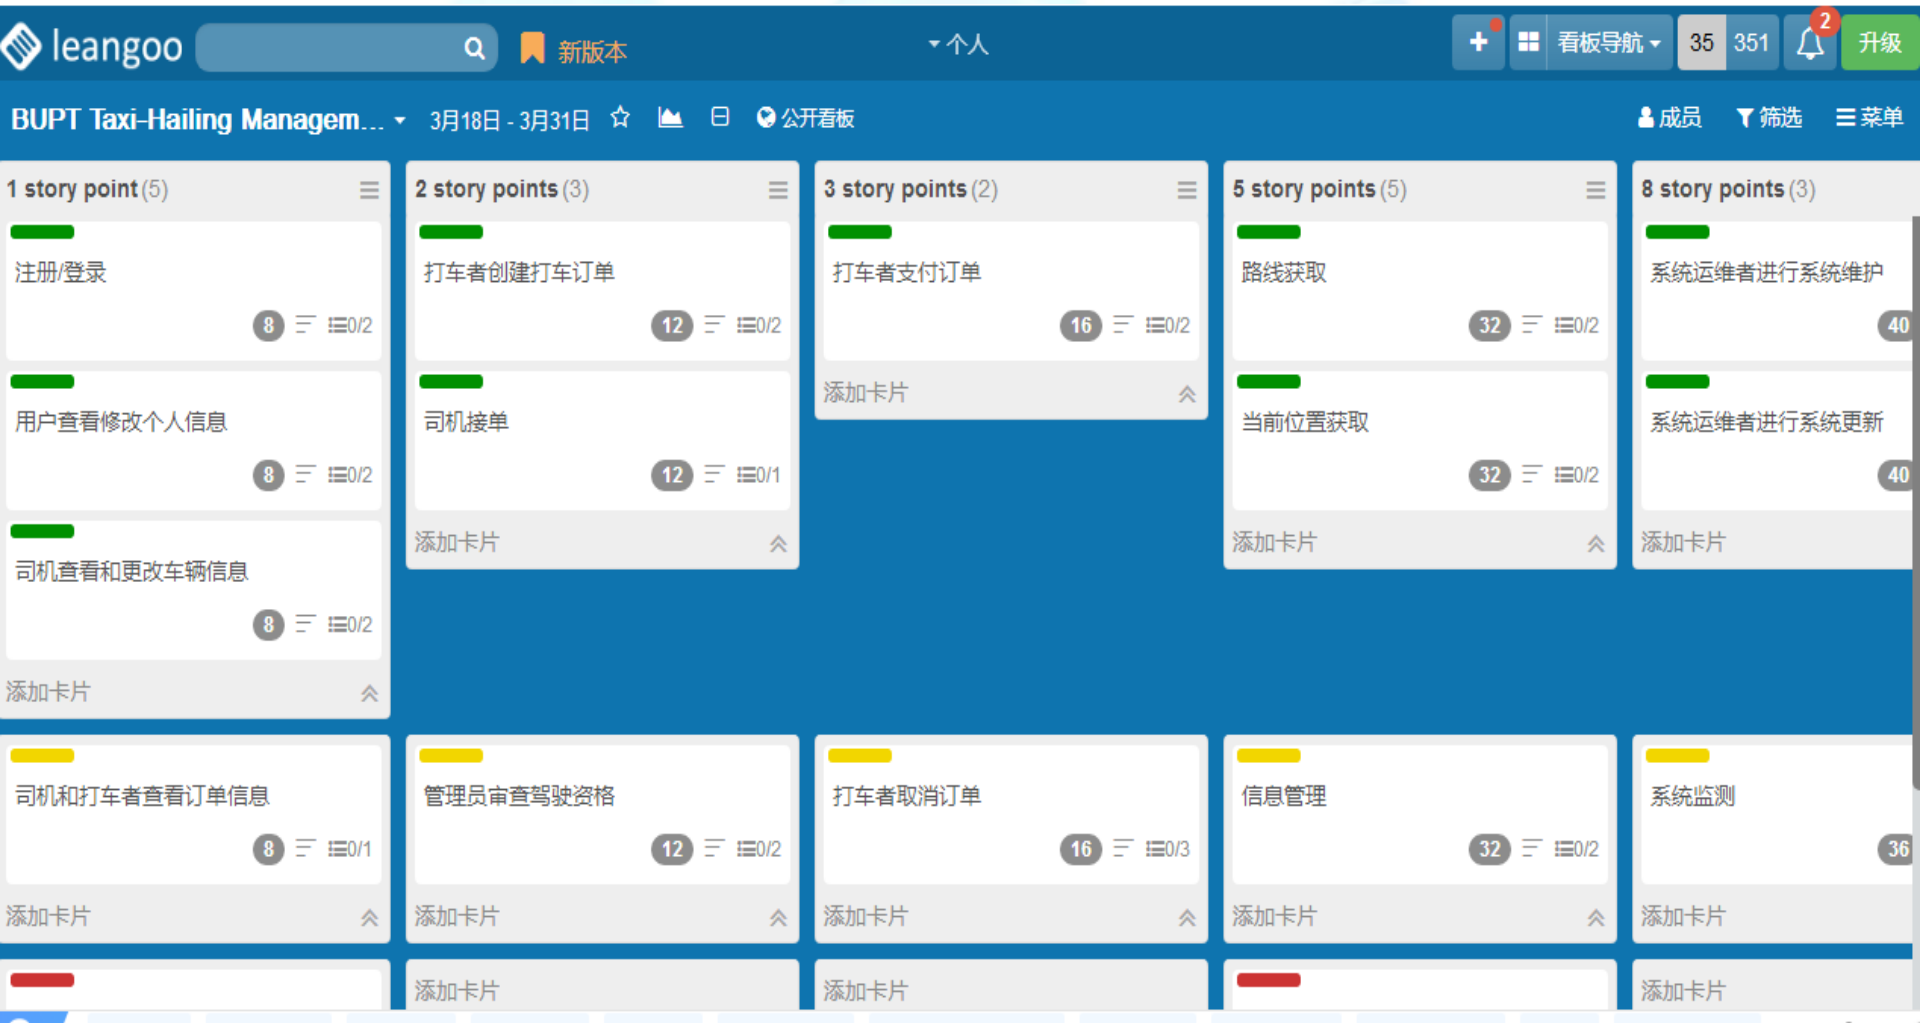 leangoo 新版本 个人 看板导航 35 351 2 升级
BUPT Taxi-Hailing Managem... 3月18日 - 3月31日 公开看板 成员 筛选 菜单
1 story point (5)
注册/登录
8 0/2
用户查看修改个人信息
8 0/2
司机查看和更改车辆信息
8 0/2
添加卡片
2 story points (3)
打车者创建打车订单
12 0/2
司机接单
12 0/1
添加卡片
3 story points (2)
打车者支付订单
16 0/2
添加卡片
5 story points (5)
路线获取
32 0/2
当前位置获取
32 0/2
添加卡片
8 story points (3)
系统运维者进行系统维护
40
系统运维者进行系统更新
40
添加卡片
司机和打车者查看订单信息
8 0/1
添加卡片
管理员审查驾驶资格
12 0/2
添加卡片
打车者取消订单
16 0/3
添加卡片
信息管理
32 0/2
添加卡片
系统监测
36
添加卡片
添加卡片
添加卡片
添加卡片